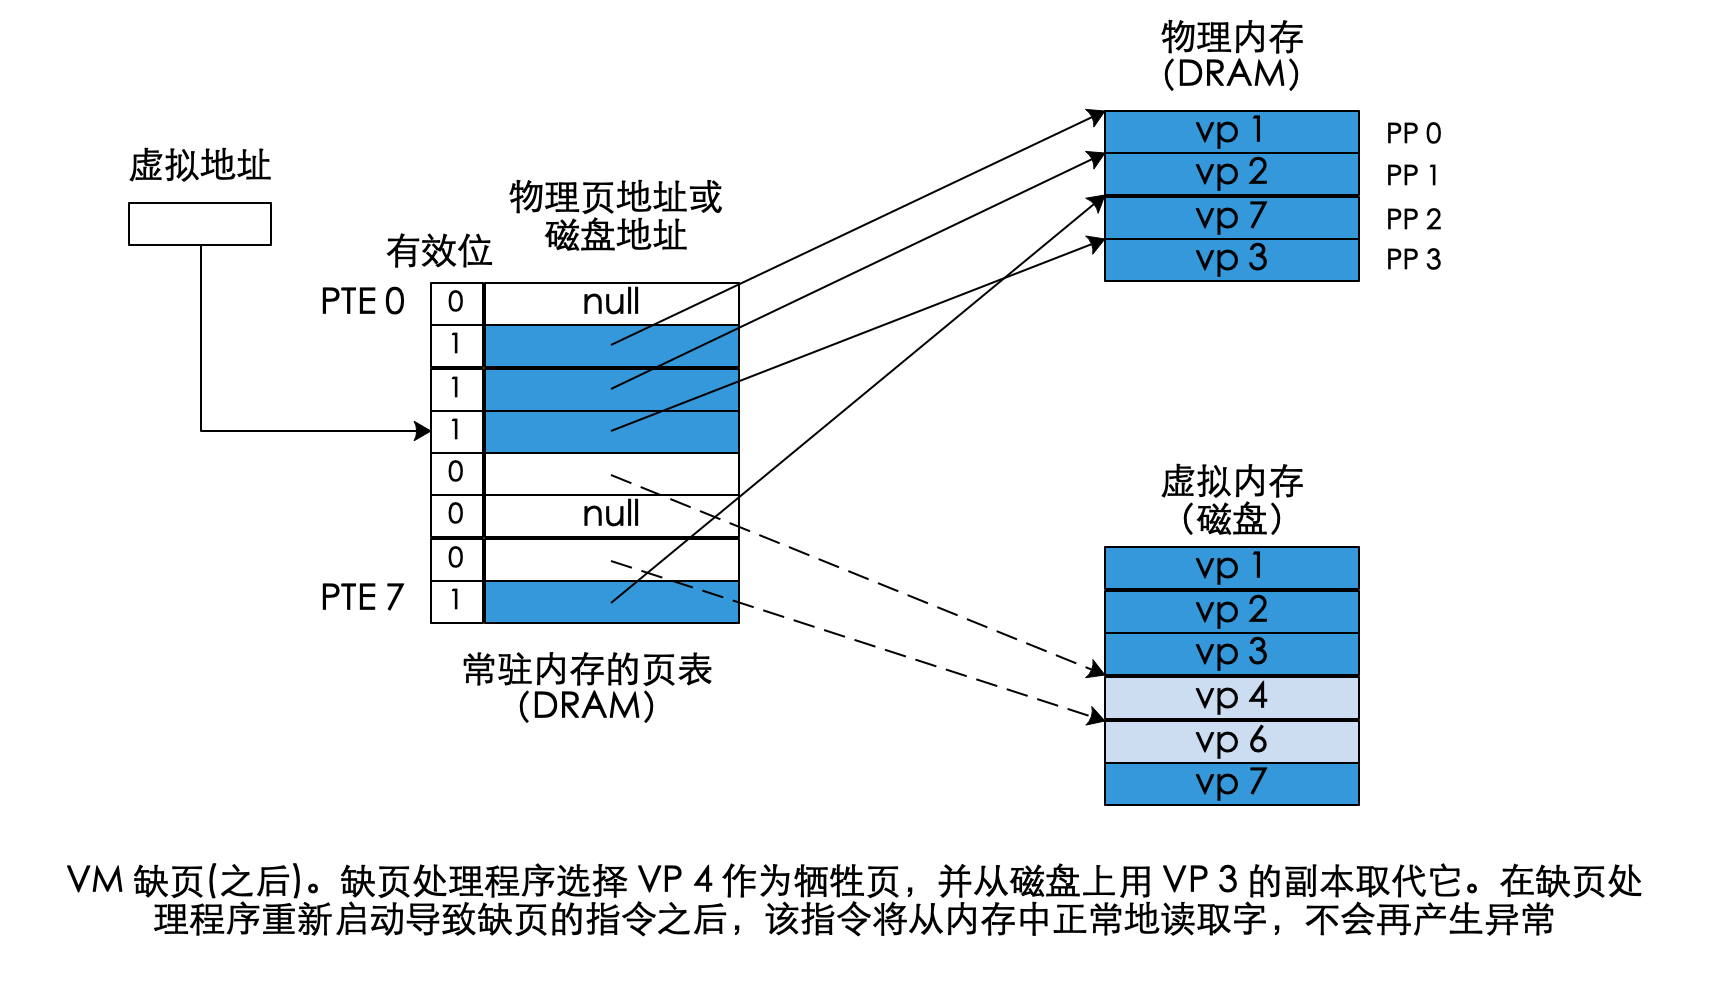 物理内存
(DRAM)
vp 1
PP 0
vp 2
PP 1
vp 7
PP 2
vp 3
PP 3
虚拟地址
物理页地址或
磁盘地址
有效位
PTE 0
0
null
1
1
1
0
0
null
0
PTE 7
1
常驻内存的页表
(DRAM)
虚拟内存
(磁盘)
vp 1
vp 2
vp 3
vp 4
vp 6
vp 7
VM 缺页(之后)。缺页处理程序选择 VP 4 作为牺牲页，并从磁盘上用 VP 3 的副本取代它。在缺页处
理程序重新启动导致缺页的指令之后，该指令将从内存中正常地读取字，不会再产生异常